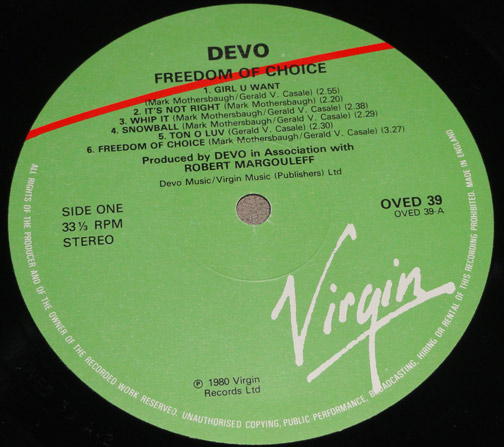 DEVO
FREEDOM OF CHOICE
1. GIRL U WANT
(Mark Mothersbaugh/Gerald V. Casale) (2.55)
2. IT'S NOT RIGHT (Mark Mothersbaugh) (2.20)
3. WHIP IT (Mark Mothersbaugh/Gerald V. Casale) (2.38)
4. SNOWBALL (Mark Mothersbaugh/Gerald V. Casale) (2.29)
5. TON O LUV (Gerald V. Casale) (2.30)
6. FREEDOM OF CHOICE (Mark Mothersbaugh/Gerald V. Casale) (3.27)
Produced by DEVO in Association with
ROBERT MARGOULEFF
Devo Music/Virgin Music (Publishers) Ltd
SIDE ONE
33⅓ RPM
STEREO
OVED 39
OVED 39-A
Virgin
℗ 1980 Virgin
Records Ltd
ALL RIGHTS OF THE PRODUCER AND OF THE OWNER OF THE RECORDED WORK RESERVED. UNAUTHORISED COPYING, PUBLIC PERFORMANCE, BROADCASTING, HIRING OR RENTAL OF THIS RECORDING PROHIBITED. MADE IN ENGLAND